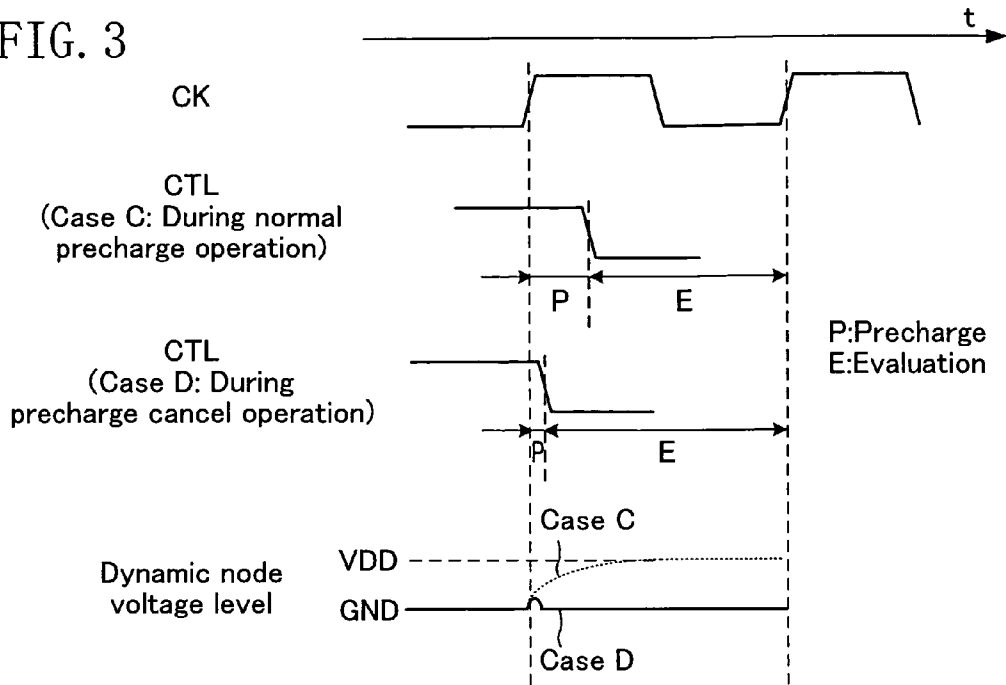 FIG. 3
t
CK
CTL
(Case C: During normal
precharge operation)
P
E
P:Precharge
E:Evaluation
CTL
(Case D: During
precharge cancel operation)
P
E
Case C
VDD
Dynamic node
voltage level
GND
Case D